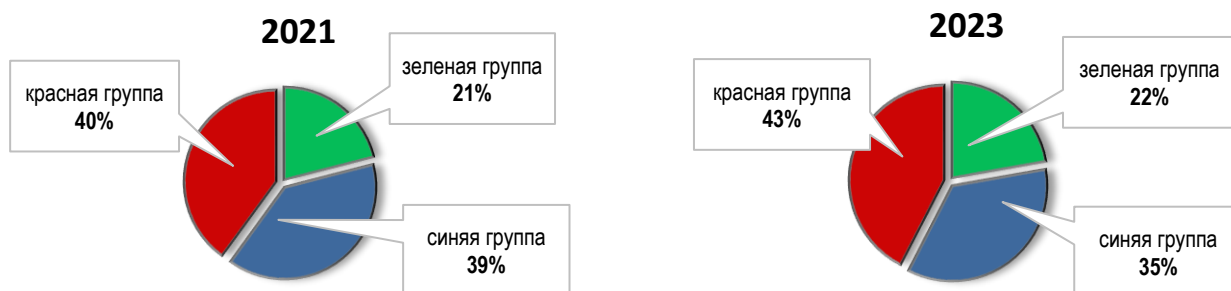 2021
красная группа
40%
зеленая группа
21%
синяя группа
39%
2023
красная группа
43%
зеленая группа
22%
синяя группа
35%